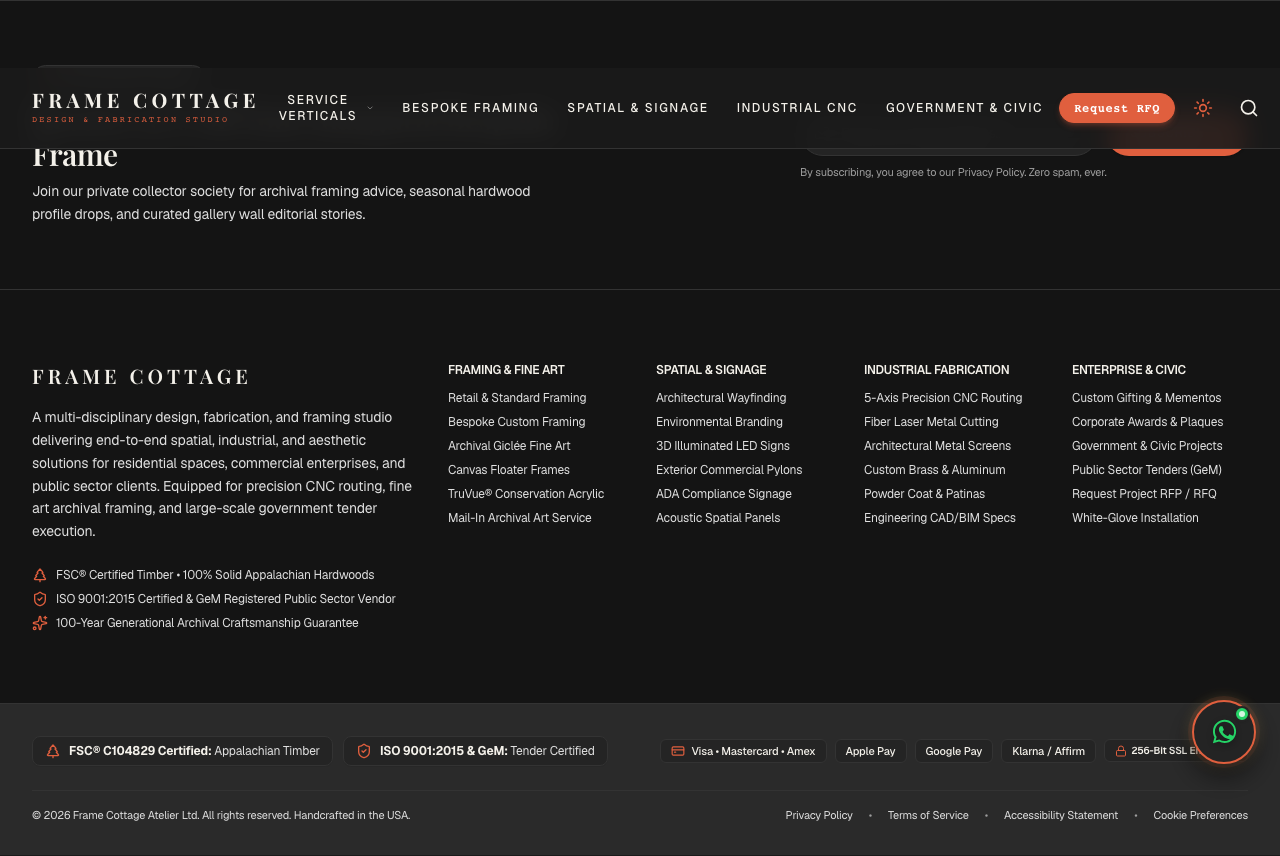 FRAME COTTAGE
DESIGN & FABRICATION STUDIO
SERVICE
VERTICALS
BESPOKE FRAMING
SPATIAL & SIGNAGE
INDUSTRIAL CNC
GOVERNMENT & CIVIC
Request RFQ
Frame
Join our private collector society for archival framing advice, seasonal hardwood
profile drops, and curated gallery wall editorial stories.
By subscribing, you agree to our Privacy Policy. Zero spam, ever.
FRAME COTTAGE
A multi-disciplinary design, fabrication, and framing studio
delivering end-to-end spatial, industrial, and aesthetic
solutions for residential spaces, commercial enterprises, and
public sector clients. Equipped for precision CNC routing, fine
art archival framing, and large-scale government tender
execution.
FSC® Certified Timber • 100% Solid Appalachian Hardwoods
ISO 9001:2015 Certified & GeM Registered Public Sector Vendor
100-Year Generational Archival Craftsmanship Guarantee
FRAMING & FINE ART
Retail & Standard Framing
Bespoke Custom Framing
Archival Giclée Fine Art
Canvas Floater Frames
TruVue® Conservation Acrylic
Mail-In Archival Art Service
SPATIAL & SIGNAGE
Architectural Wayfinding
Environmental Branding
3D Illuminated LED Signs
Exterior Commercial Pylons
ADA Compliance Signage
Acoustic Spatial Panels
INDUSTRIAL FABRICATION
5-Axis Precision CNC Routing
Fiber Laser Metal Cutting
Architectural Metal Screens
Custom Brass & Aluminum
Powder Coat & Patinas
Engineering CAD/BIM Specs
ENTERPRISE & CIVIC
Custom Gifting & Mementos
Corporate Awards & Plaques
Government & Civic Projects
Public Sector Tenders (GeM)
Request Project RFP / RFQ
White-Glove Installation
FSC® C104829 Certified: Appalachian Timber
ISO 9001:2015 & GeM: Tender Certified
Visa • Mastercard • Amex
Apple Pay
Google Pay
Klarna / Affirm
256-Bit SSL
© 2026 Frame Cottage Atelier Ltd. All rights reserved. Handcrafted in the USA.
Privacy Policy • Terms of Service • Accessibility Statement • Cookie Preferences